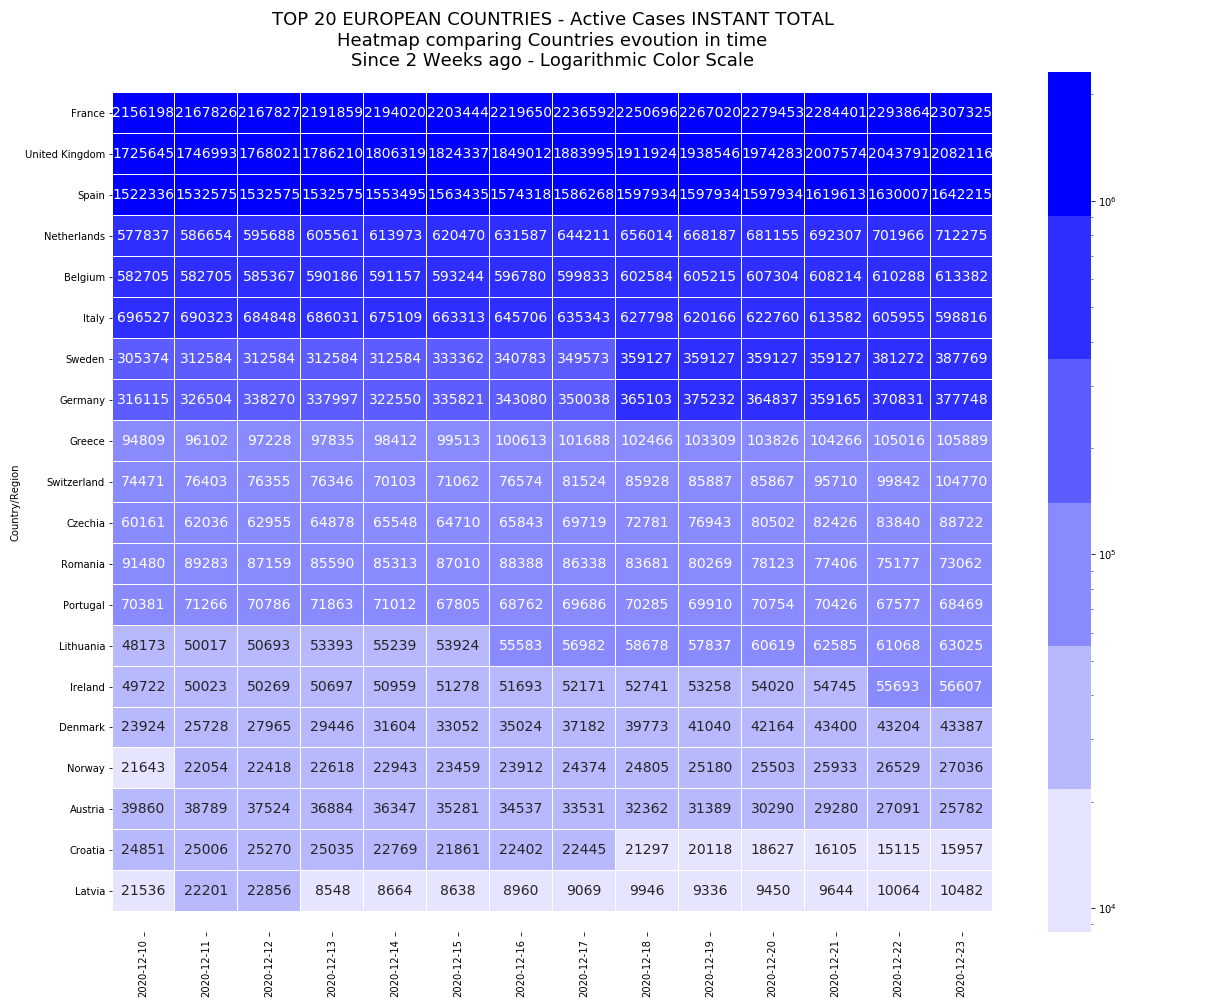 TOP 20 EUROPEAN COUNTRIES - Active Cases INSTANT TOTAL
Heatmap comparing Countries evoution in time
Since 2 Weeks ago - Logarithmic Color Scale
Country/Region
France 2156198 2167826 2167827 2191859 2194020 2203444 2219650 2236592 2250696 2267020 2279453 2284401 2293864 2307325
United Kingdom 1725645 1746993 1768021 1786210 1806319 1824337 1849012 1883995 1911924 1938546 1974283 2007574 2043791 2082116
Spain 1522336 1532575 1532575 1532575 1553495 1563435 1574318 1586268 1597934 1597934 1597934 1619613 1630007 1642215
Netherlands 577837 586654 595688 605561 613973 620470 631587 644211 656014 668187 681155 692307 701966 712275
Belgium 582705 582705 585367 590186 591157 593244 596780 599833 602584 605215 607304 608214 610288 613382
Italy 696527 690323 684848 686031 675109 663313 645706 635343 627798 620166 622760 613582 605955 598816
Sweden 305374 312584 312584 312584 312584 333362 340783 349573 359127 359127 359127 359127 381272 387769
Germany 316115 326504 338270 337997 322550 335821 343080 350038 365103 375232 364837 359165 370831 377748
Greece 94809 96102 97228 97835 98412 99513 100613 101688 102466 103309 103826 104266 105016 105889
Switzerland 74471 76403 76355 76346 70103 71062 76574 81524 85928 85887 85867 95710 99842 104770
Czechia 60161 62036 62955 64878 65548 64710 65843 69719 72781 76943 80502 82426 83840 88722
Romania 91480 89283 87159 85590 85313 87010 88388 86338 83681 80269 78123 77406 75177 73062
Portugal 70381 71266 70786 71863 71012 67805 68762 69686 70285 69910 70754 70426 67577 68469
Lithuania 48173 50017 50693 53393 55239 53924 55583 56982 58678 57837 60619 62585 61068 63025
Ireland 49722 50023 50269 50697 50959 51278 51693 52171 52741 53258 54020 54745 55693 56607
Denmark 23924 25728 27965 29446 31604 33052 35024 37182 39773 41040 42164 43400 43204 43387
Norway 21643 22054 22418 22618 22943 23459 23912 24374 24805 25180 25503 25933 26529 27036
Austria 39860 38789 37524 36884 36347 35281 34537 33531 32362 31389 30290 29280 27091 25782
Croatia 24851 25006 25270 25035 22769 21861 22402 22445 21297 20118 18627 16105 15115 15957
Latvia 21536 22201 22856 8548 8664 8638 8960 9069 9946 9336 9450 9644 10064 10482
2020-12-10 2020-12-11 2020-12-12 2020-12-13 2020-12-14 2020-12-15 2020-12-16 2020-12-17 2020-12-18 2020-12-19 2020-12-20 2020-12-21 2020-12-22 2020-12-23
10⁶
10⁵
10⁴